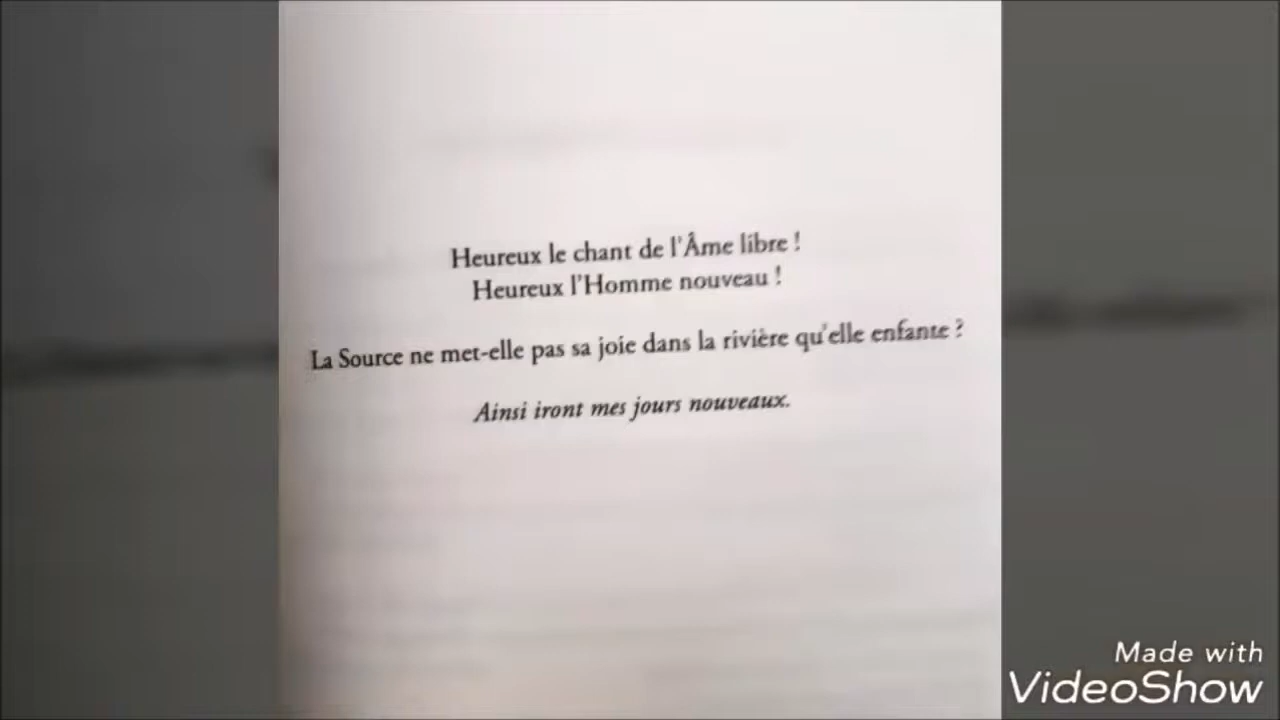 Heureux le chant de l'Âme libre !
Heureux l'Homme nouveau !
La Source ne met-elle pas sa joie dans la rivière qu'elle enfante ?
Ainsi iront mes jours nouveaux.
Made with
VideoShow